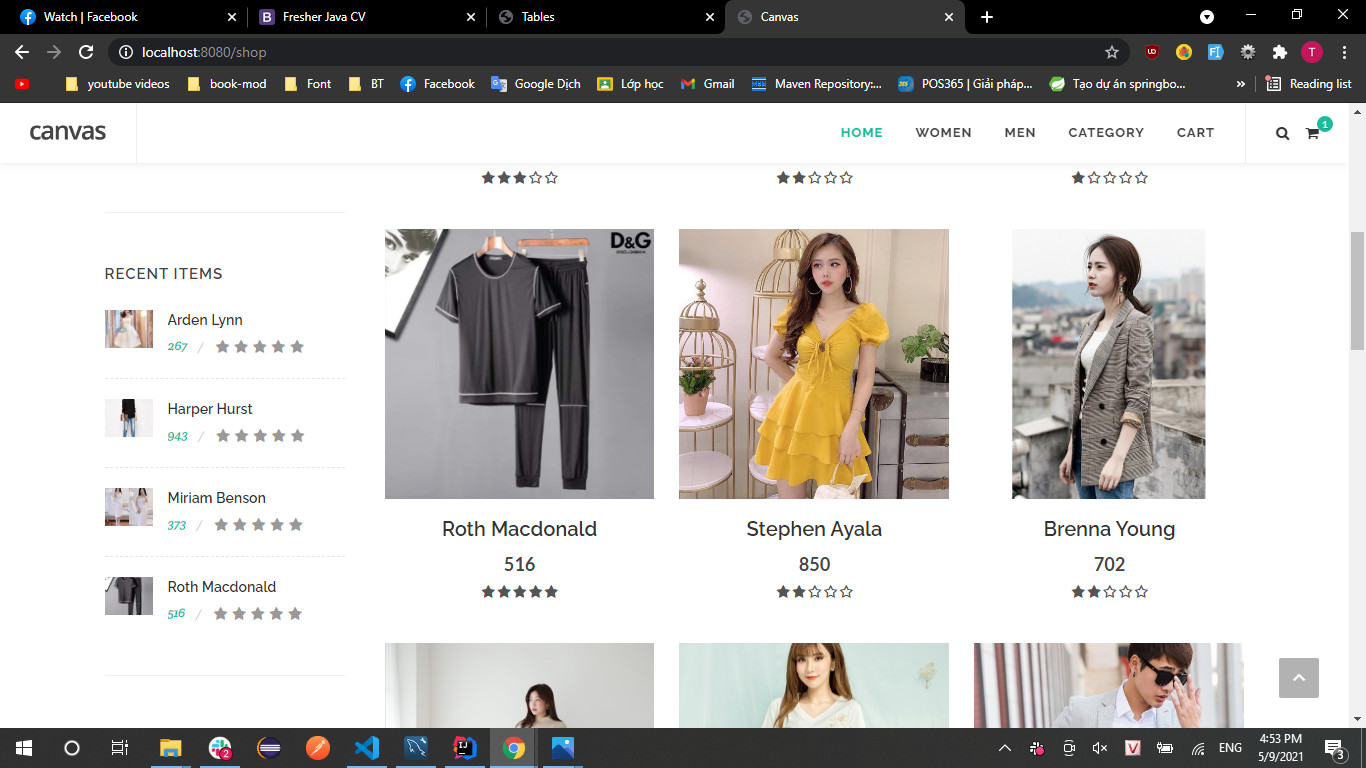 Watch | Facebook
Fresher Java CV
Tables
Canvas
localhost:8080/shop
youtube videos
book-mod
Font
BT
Facebook
Google Dịch
Lớp học
Gmail
Maven Repository:...
POS365 | Giải pháp...
Tạo dự án springbo...
»
Reading list
canvas
HOME
WOMEN
MEN
CATEGORY
CART
1
RECENT ITEMS
Arden Lynn
267 /
Harper Hurst
943 /
Miriam Benson
373 /
Roth Macdonald
516 /
D&G
Roth Macdonald
516
Stephen Ayala
850
Brenna Young
702
ENG
4:53 PM
5/9/2021
3